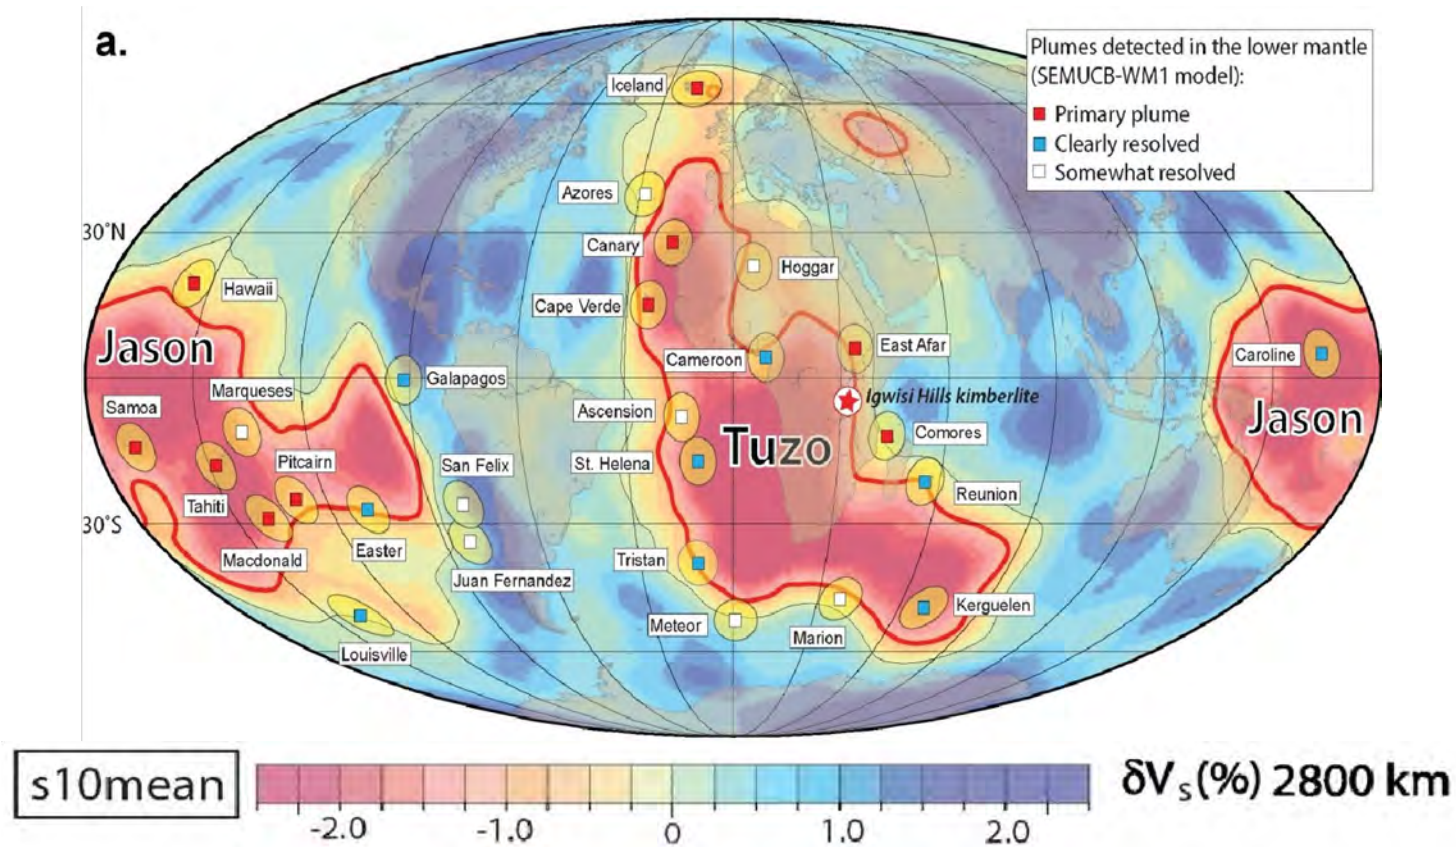 a.
Plumes detected in the lower mantle
(SEMUCB-WM1 model):
Primary plume
Clearly resolved
Somewhat resolved
Iceland
Azores
30°N
Canary
Hoggar
Hawaii
Cape Verde
Jason
Cameroon
East Afar
Caroline
Galapagos
Marqueses
Igwisi Hills kimberlite
Samoa
Ascension
Jason
Comores
Tuzo
Pitcairn
San Felix
St. Helena
Reunion
Tahiti
30°S
Macdonald
Easter
Tristan
Juan Fernandez
Kerguelen
Meteor
Marion
Louisville
s10mean
δVs(%) 2800 km
-2.0 -1.0 0 1.0 2.0